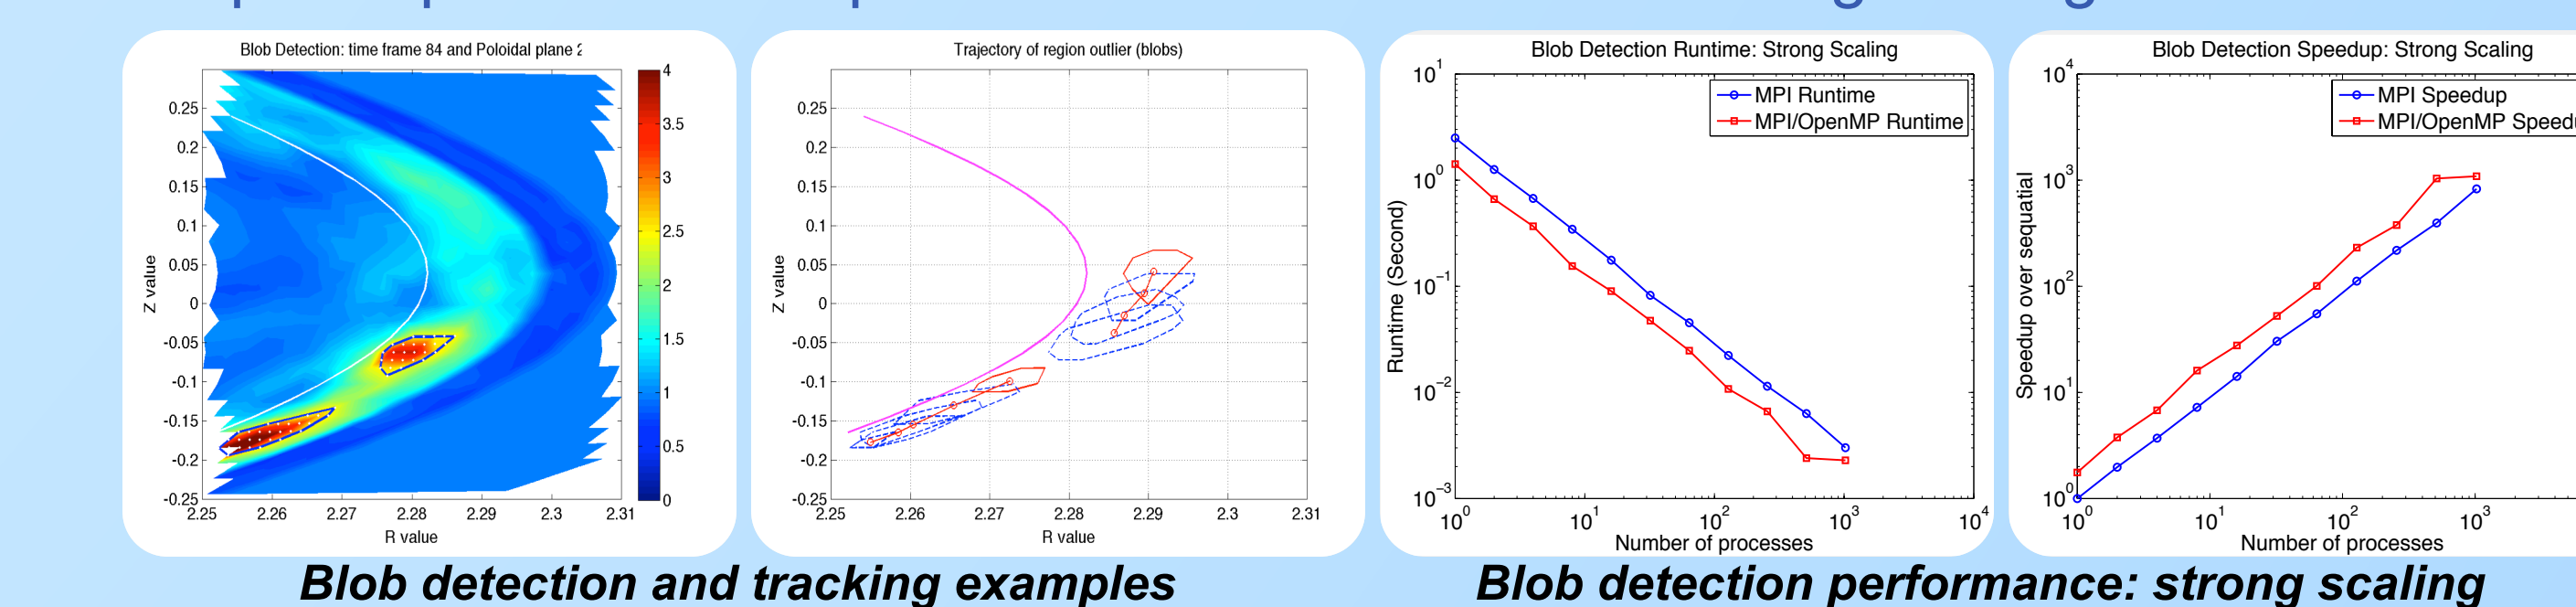 Blob Detection: time frame 84 and Poloidal plane
4
3.5
3
2.5
2
1.5
1
0.5
0
0.25
0.2
0.15
0.1
0.05
0
-0.05
-0.1
-0.15
-0.2
-0.25
Z value
2.25 2.26 2.27 2.28 2.29 2.3 2.31
R value
Trajectory of region outlier (blobs)
0.25
0.2
0.15
0.1
0.05
0
-0.05
-0.1
-0.15
-0.2
-0.25
Z value
2.25 2.26 2.27 2.28 2.29 2.3 2.31
R value
Blob detection and tracking examples
Blob Detection Runtime: Strong Scaling
MPI Runtime
MPI/OpenMP Runtime
10^1
10^0
10^−1
10^−2
10^−3
Runtime (Second)
10^0 10^1 10^2 10^3 10^4
Number of processes
Blob Detection Speedup: Strong Scaling
MPI Speedup
MPI/OpenMP
10^4
10^3
10^2
10^1
10^0
Speedup over sequatial
10^0 10^1 10^2 10^3
Number of processes
Blob detection performance: strong scaling